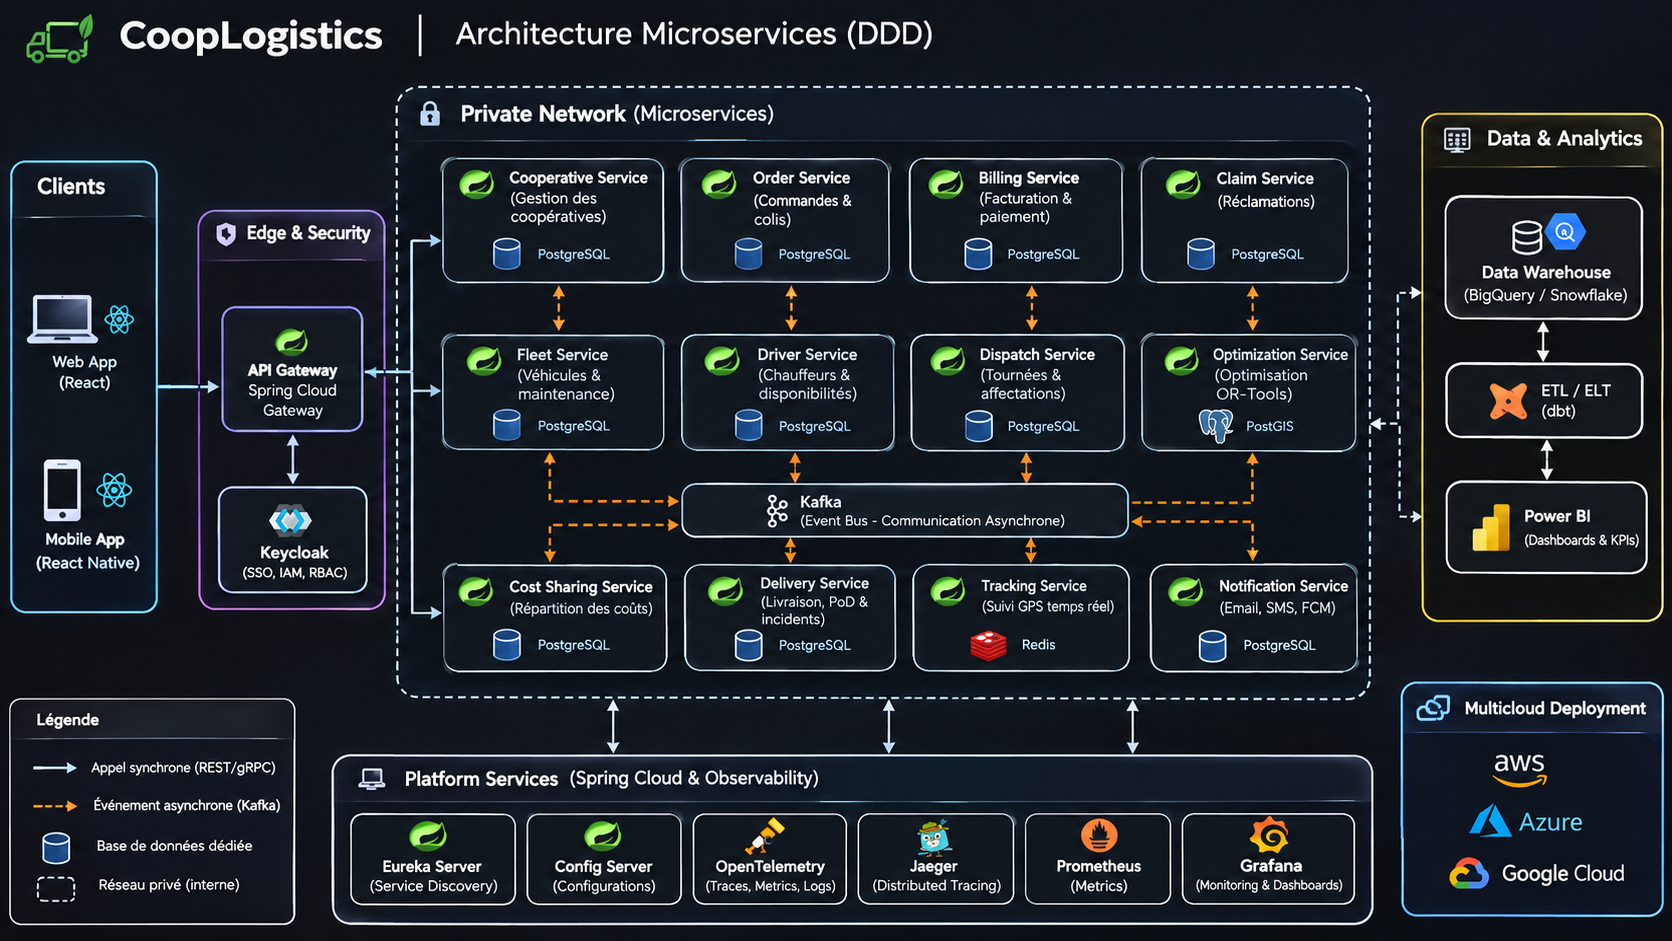 CoopLogistics | Architecture Microservices (DDD)
Clients
Web App
(React)
Mobile App
(React Native)
Edge & Security
API Gateway
Spring Cloud
Gateway
Keycloak
(SSO, IAM, RBAC)
Private Network (Microservices)
Cooperative Service
(Gestion des
coopératives)
PostgreSQL
Order Service
(Commandes &
colis)
PostgreSQL
Billing Service
(Facturation &
paiement)
PostgreSQL
Claim Service
(Réclamations)
PostgreSQL
Fleet Service
(Véhicules &
maintenance)
PostgreSQL
Driver Service
(Chauffeurs &
disponibilités)
PostgreSQL
Dispatch Service
(Tournées &
affectations)
PostgreSQL
Optimization Service
(Optimisation
OR-Tools)
PostGIS
Kafka
(Event Bus - Communication Asynchrone)
Cost Sharing Service
(Répartition des coûts)
PostgreSQL
Delivery Service
(Livraison, PoD &
incidents)
PostgreSQL
Tracking Service
(Suivi GPS temps réel)
Redis
Notification Service
(Email, SMS, FCM)
PostgreSQL
Data & Analytics
Data Warehouse
(BigQuery / Snowflake)
ETL / ELT
(dbt)
Power BI
(Dashboards & KPIs)
Légende
Appel synchrone (REST/gRPC)
Événement asynchrone (Kafka)
Base de données dédiée
Réseau privé (interne)
Platform Services (Spring Cloud & Observability)
Eureka Server
(Service Discovery)
Config Server
(Configurations)
OpenTelemetry
(Traces, Metrics, Logs)
Jaeger
(Distributed Tracing)
Prometheus
(Metrics)
Grafana
(Monitoring & Dashboards)
Multicloud Deployment
aws
Azure
Google Cloud